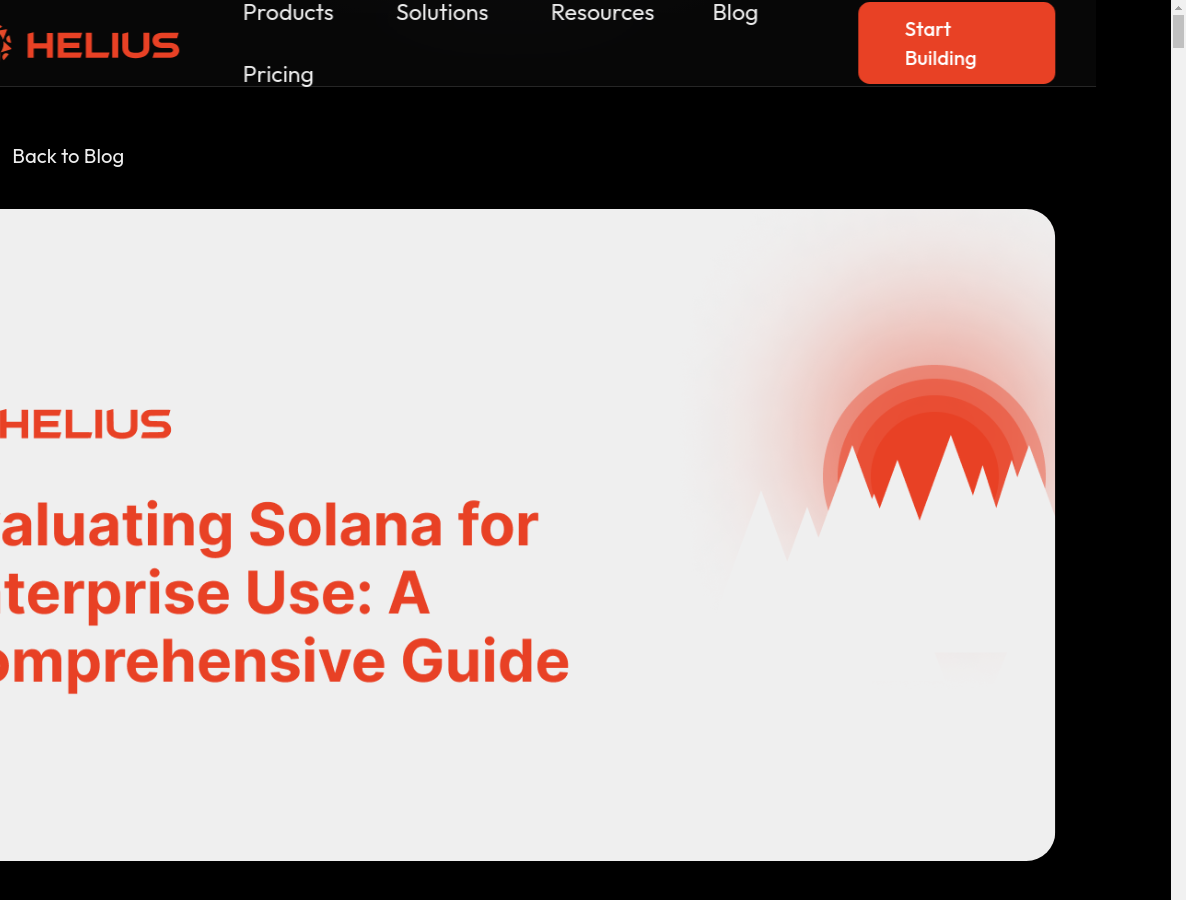 Products Solutions Resources Blog
HELIUS
Pricing
Start
Building
Back to Blog
HELIUS
aluating Solana for
terprise Use: A
omprehensive Guide